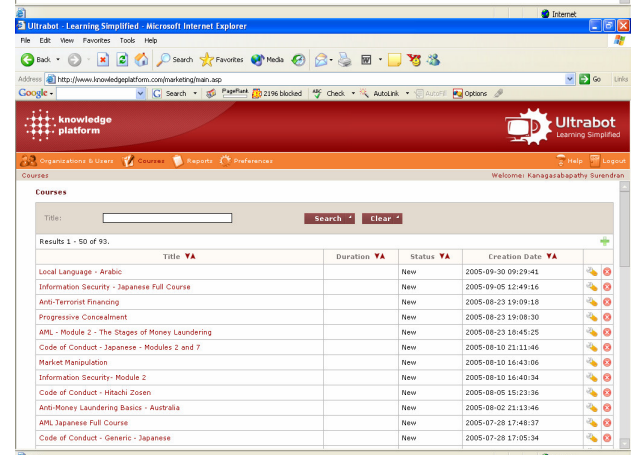 Internet
Ultrabot - Learning Simplified - Microsoft Internet Explorer
File Edit View Favorites Tools Help
Back Search Favorites Media
Address http://www.knowledgeplatform.com/marketing/main.asp Go Links
Google Search PageRank 2196 blocked Check AutoLink AutoFill Options
knowledge
platform
Ultrabot
Learning Simplified
Organizations & Users Courses Reports Preferences Help Logout
Courses Welcome: Kanagasabapathy Surendran
Courses
Title: Search Clear
Results 1 - 50 of 93.
Title Duration Status Creation Date
Local Language - Arabic New 2005-09-30 09:29:41
Information Security - Japanese Full Course New 2005-09-05 12:49:16
Anti-Terrorist Financing New 2005-08-23 19:09:18
Progressive Concealment New 2005-08-23 19:08:30
AML - Module 2 - The Stages of Money Laundering New 2005-08-23 18:45:25
Code of Conduct - Japanese - Modules 2 and 7 New 2005-08-10 21:11:46
Market Manipulation New 2005-08-10 16:43:06
Information Security- Module 2 New 2005-08-10 16:40:34
Code of Conduct - Hitachi Zosen New 2005-08-05 15:23:36
Anti-Money Laundering Basics - Australia New 2005-08-02 21:13:46
AML Japanese Full Course New 2005-07-28 17:48:37
Code of Conduct - Generic - Japanese New 2005-07-28 17:05:34